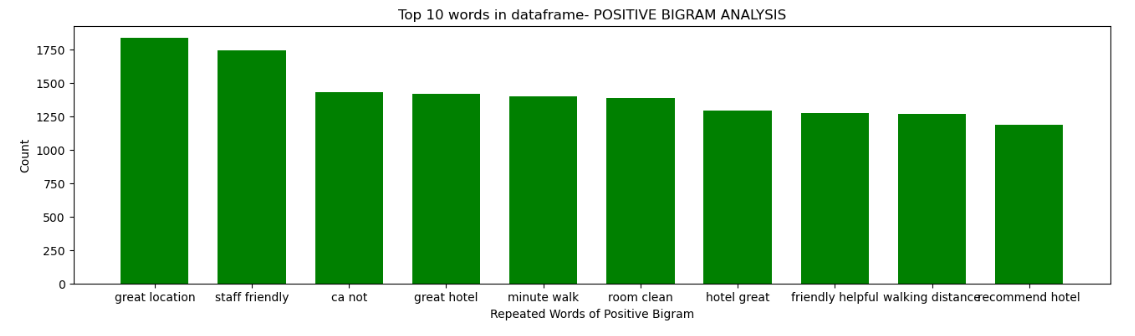 Top 10 words in dataframe- POSITIVE BIGRAM ANALYSIS
1750
1500
1250
1000
750
500
250
0
Count
great location staff friendly ca not great hotel minute walk room clean hotel great friendly helpful walking distance recommend hotel
Repeated Words of Positive Bigram